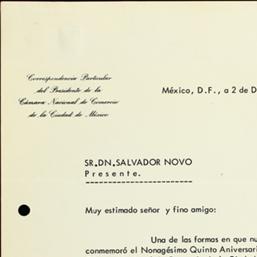 Correspondencia Particular
del Presidente de la
Cámara Nacional de Comercio
de la Ciudad de México
México, D.F., a 2 de D
SR.DN.SALVADOR NOVO
Presente.
Muy estimado señor y fino amigo:
Una de las formas en que nu
conmemoró el Nonagésimo Quinto Aniversari